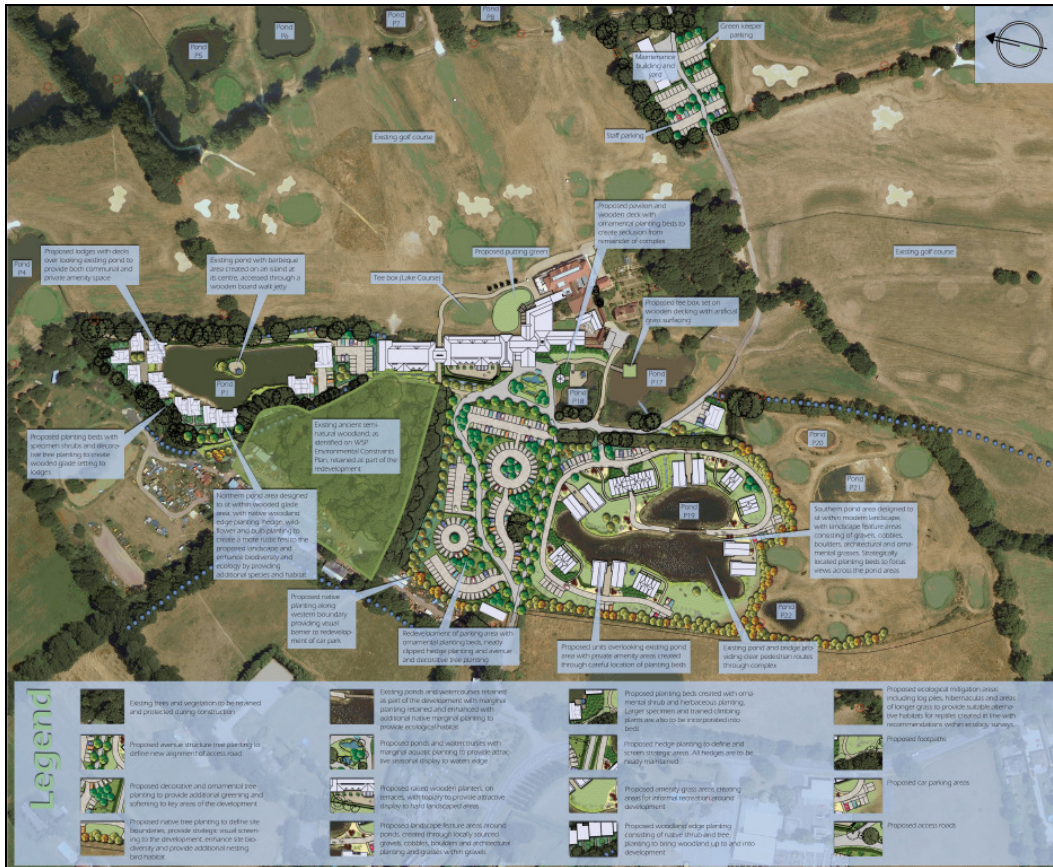 Pond
P5
Pond
P6
Pond
P7
Pond
P8
Green keeper
parking
Maintenance
building and
yard
Staff parking
Existing golf course
Existing golf course
Pond
P4
Proposed lodges with decks
over looking existing pond to
provide both communal and
private amenity space
Existing pond with barbeque
area created on an island at
its centre, accessed through a
wooden board walk jetty
Tee box (Lake Course)
Proposed putting green
Proposed pavilion and
wooden deck with
ornamental planting beds to
create seclusion from
remainder of complex
Proposed tee box set on
wooden decking with artificial
grass surfacing
Pond
P1
Pond
P17
Pond
P18
Pond
P19
Pond
P20
Pond
P21
Pond
P22
Proposed planting beds with
specimen shrubs and decora-
tive tree planting to create
wooded glade setting to
lodges
Existing ancient semi-
natural woodland, as
identified on WSP
Environmental Constraints
Plan, retained as part of the
redevelopment
Northern pond area designed
to sit within wooded glade
area, with native woodland
edge planting, hedge, wild-
flower and bulb planting to
create a more rustic feel to the
proposed landscape and
enhance biodiversity and
ecology by providing
additional species and habitat
Southern pond area designed to
sit within modern landscape,
with landscape feature areas
consisting of gravels, cobbles,
boulders, architectural and orna-
mental grasses. Strategically
located planting beds to focus
views across the pond areas
Proposed native
planting along
western boundary
providing visual
barrier to redevelop-
ment of car park
Redevelopment of parking area with
ornamental planting beds, neatly
clipped hedge planting and avenue
and decorative tree planting
Proposed units overlooking existing pond
area with private amenity areas created
through careful location of planting beds
Existing pond and bridge pro-
viding clear pedestrian routes
through complex
Legend
Existing trees and vegetation to be retained
and protected during construction
Proposed avenue structure tree planting to
define new alignment of access road
Proposed decorative and ornamental tree
planting to provide additional greening and
softening to key areas of the development
Proposed native tree planting to define site
boundaries, provide strategic visual screen-
ing to the development, enhance site bio-
diversity and provide additional nesting
bird habitat
Existing ponds and watercourses retained
as part of the development with marginal
planting retained and enhanced with
additional native marginal planting to
provide ecological habitat
Proposed ponds and watercourses with
marginal aquatic planting to provide attrac-
tive seasonal display to waters edge
Proposed raised wooden planters, on
terraces, with topiary to provide attractive
display to hard landscaped areas
Proposed landscape feature areas around
ponds, created through locally sourced
gravels, cobbles, boulders and architectural
planting and grasses within gravels
Proposed planting beds created with orna-
mental shrub and herbaceous planting.
Larger specimen and trained climbing
plants are also to be incorporated into
beds
Proposed hedge planting to define and
screen strategic areas. All hedges are to be
neatly maintained
Proposed amenity grass areas creating
areas for informal recreation around
development
Proposed woodland edge planting
consisting of native shrub and tree
planting to bring woodland up to and into
development
Proposed ecological mitigation areas
including log piles, hibernaculas and areas
of longer grass to provide suitable alterna-
tive habitats for reptiles created in line with
recommendations within ecology surveys.
Proposed footpaths
Proposed car parking areas
Proposed access roads